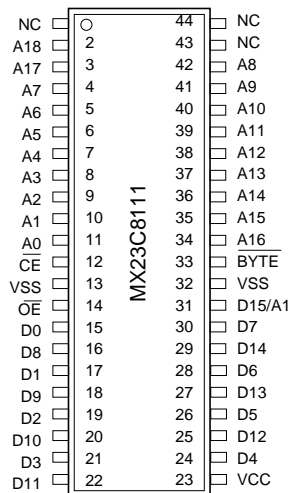 NC 44 NC
A18 2 43 NC
A17 3 42 A8
A7 4 41 A9
A6 5 40 A10
A5 6 39 A11
A4 7 38 A12
A3 8 37 A13
A2 9 36 A14
A1 10 35 A15
A0 11 34 A16
CE 12 33 BYTE
VSS 13 32 VSS
OE 14 31 D15/A1
D0 15 30 D7
D8 16 29 D14
D1 17 28 D6
D9 18 27 D13
D2 19 26 D5
D10 20 25 D12
D3 21 24 D4
D11 22 23 VCC
MX23C8111